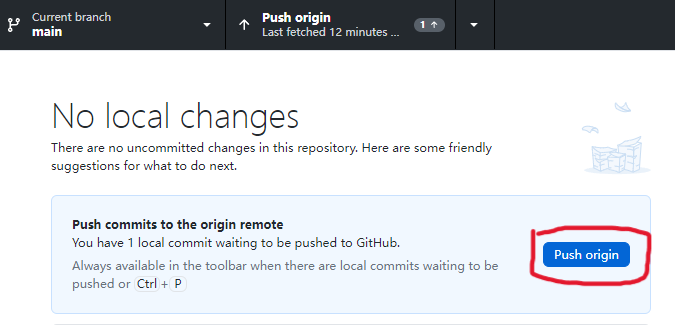 Current branch
main
Push origin
Last fetched 12 minutes ...
1
No local changes
There are no uncommitted changes in this repository. Here are some friendly
suggestions for what to do next.
Push commits to the origin remote
You have 1 local commit waiting to be pushed to GitHub.
Always available in the toolbar when there are local commits waiting to be
pushed or Ctrl + P
Push origin